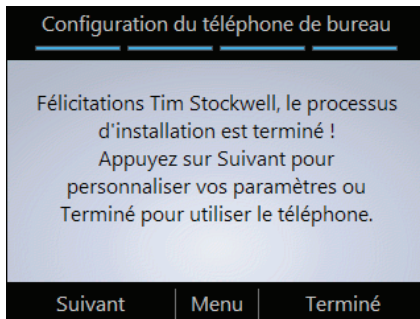 Configuration du téléphone de bureau
Félicitations Tim Stockwell, le processus
d'installation est terminé !
Appuyez sur Suivant pour
personnaliser vos paramètres ou
Terminé pour utiliser le téléphone.
Suivant Menu Terminé